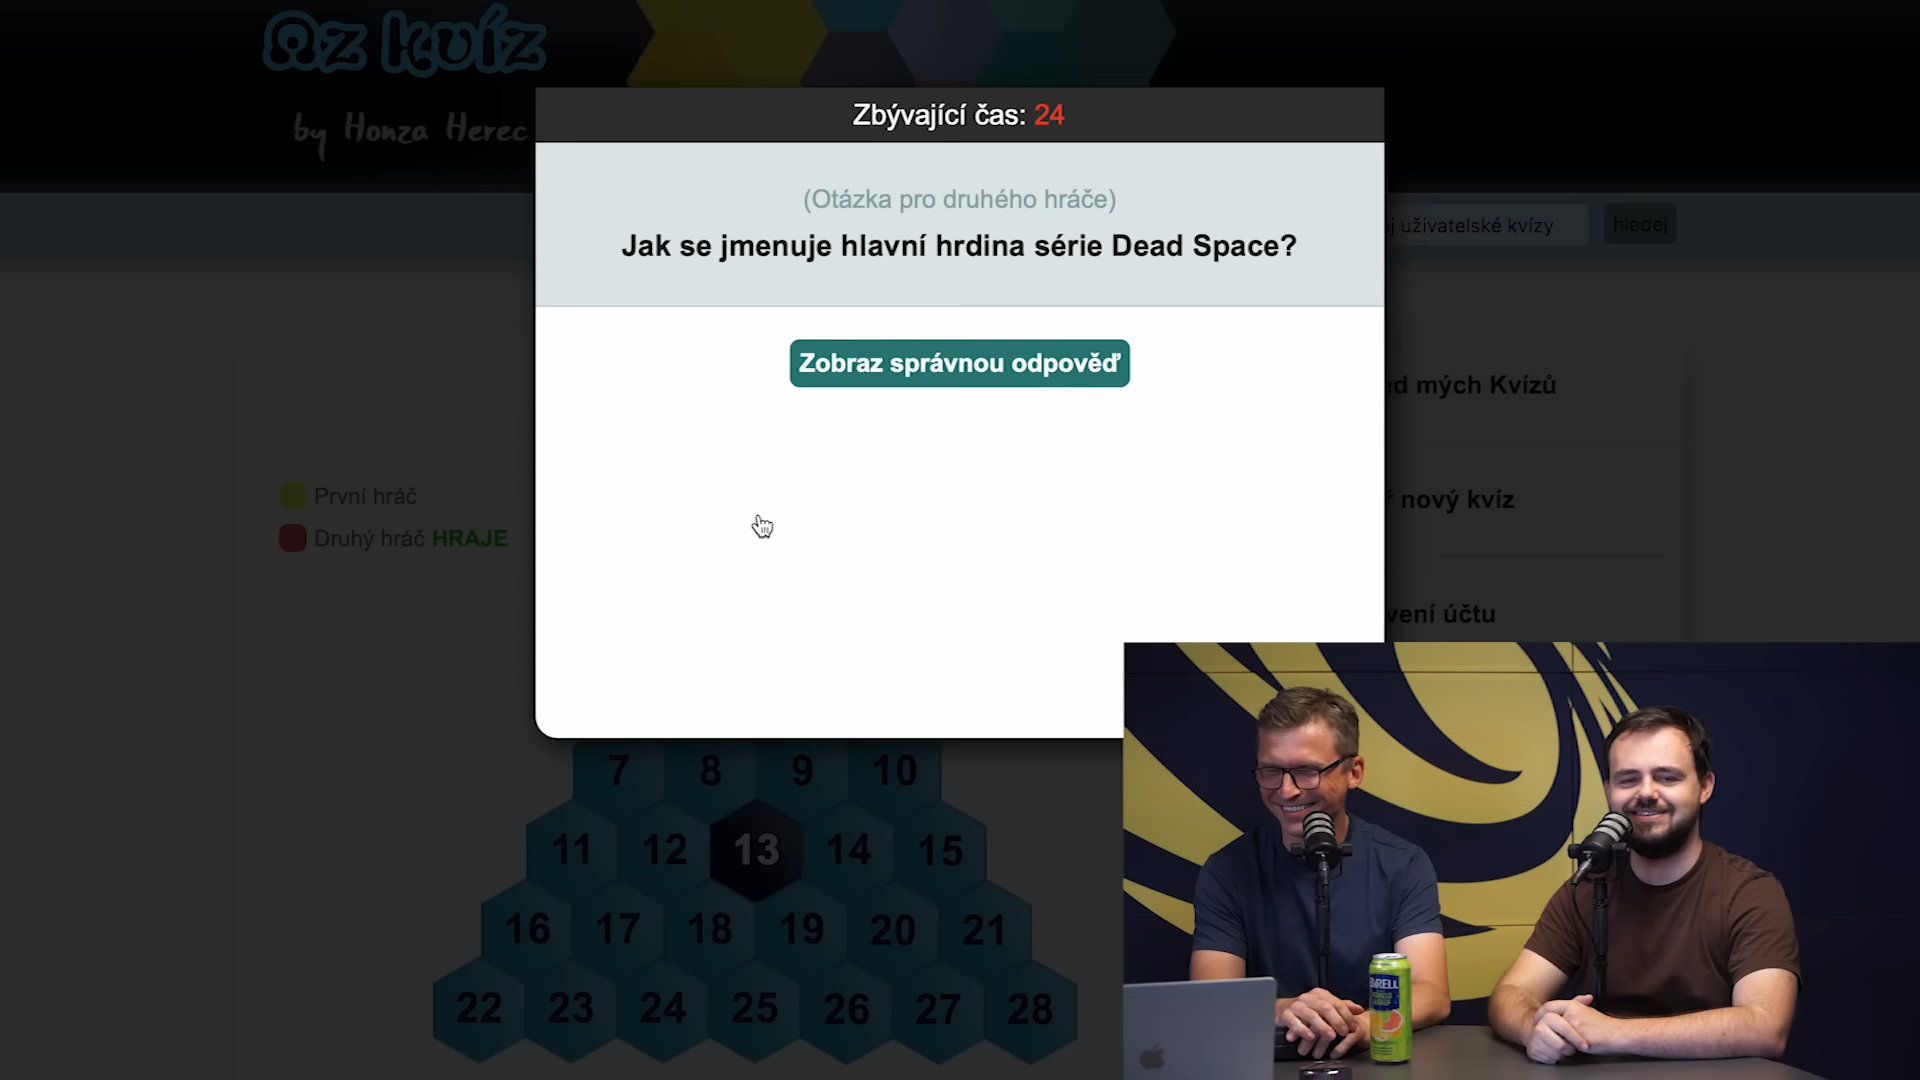 Az kvíz
by Honza Herec
Zbývající čas: 24
(Otázka pro druhého hráče)
Jak se jmenuje hlavní hrdina série Dead Space?
Zobraz správnou odpověď
j uživatelské kvízy
hledej
ed mých Kvízů
ř nový kvíz
vení účtu
První hráč
Druhý hráč HRAJE
7 8 9 10
11 12 13 14 15
16 17 18 19 20 21
22 23 24 25 26 27 28